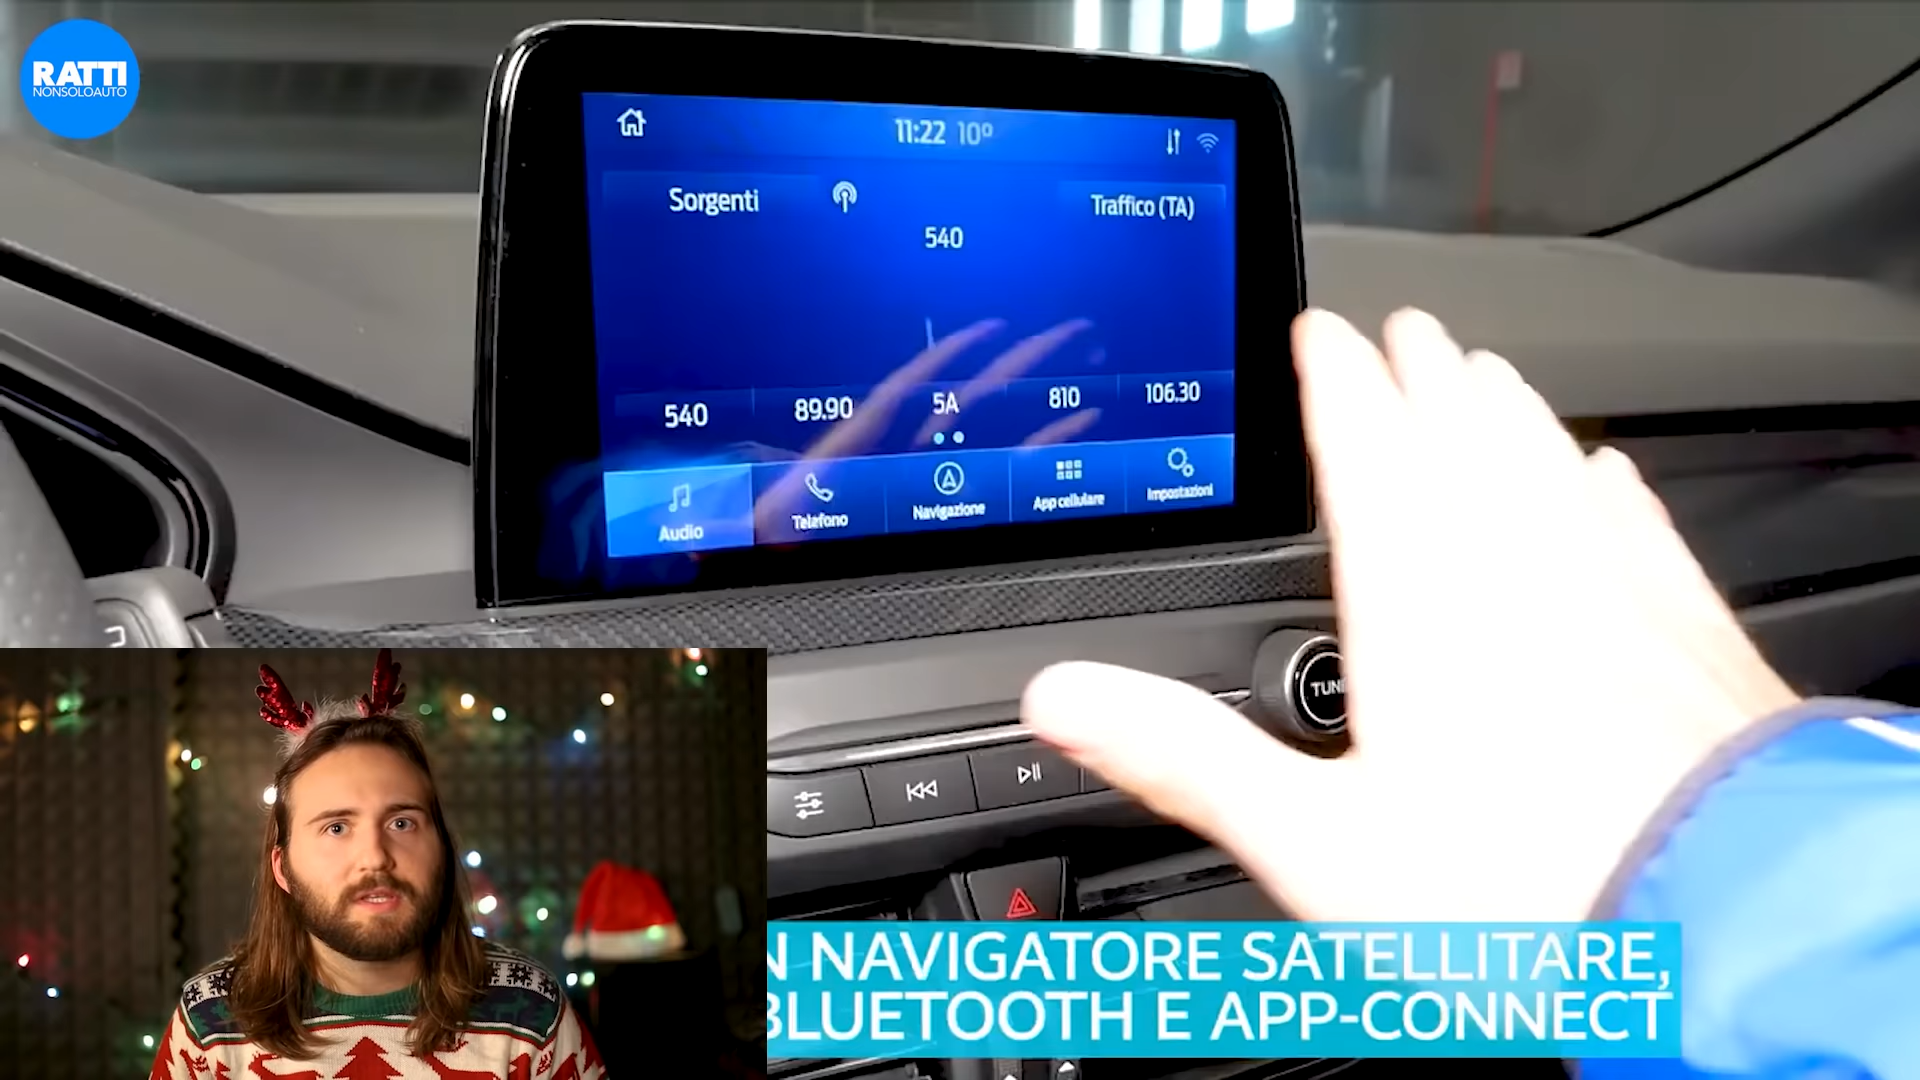 RATTI
NONSOLOAUTO
11:22 10°
Sorgenti
Traffico (TA)
540
540 89.90 5A 810 106.30
Audio Telefono Navigazione App cellulare Impostazioni
TUN
N NAVIGATORE SATELLITARE,
BLUETOOTH E APP-CONNECT